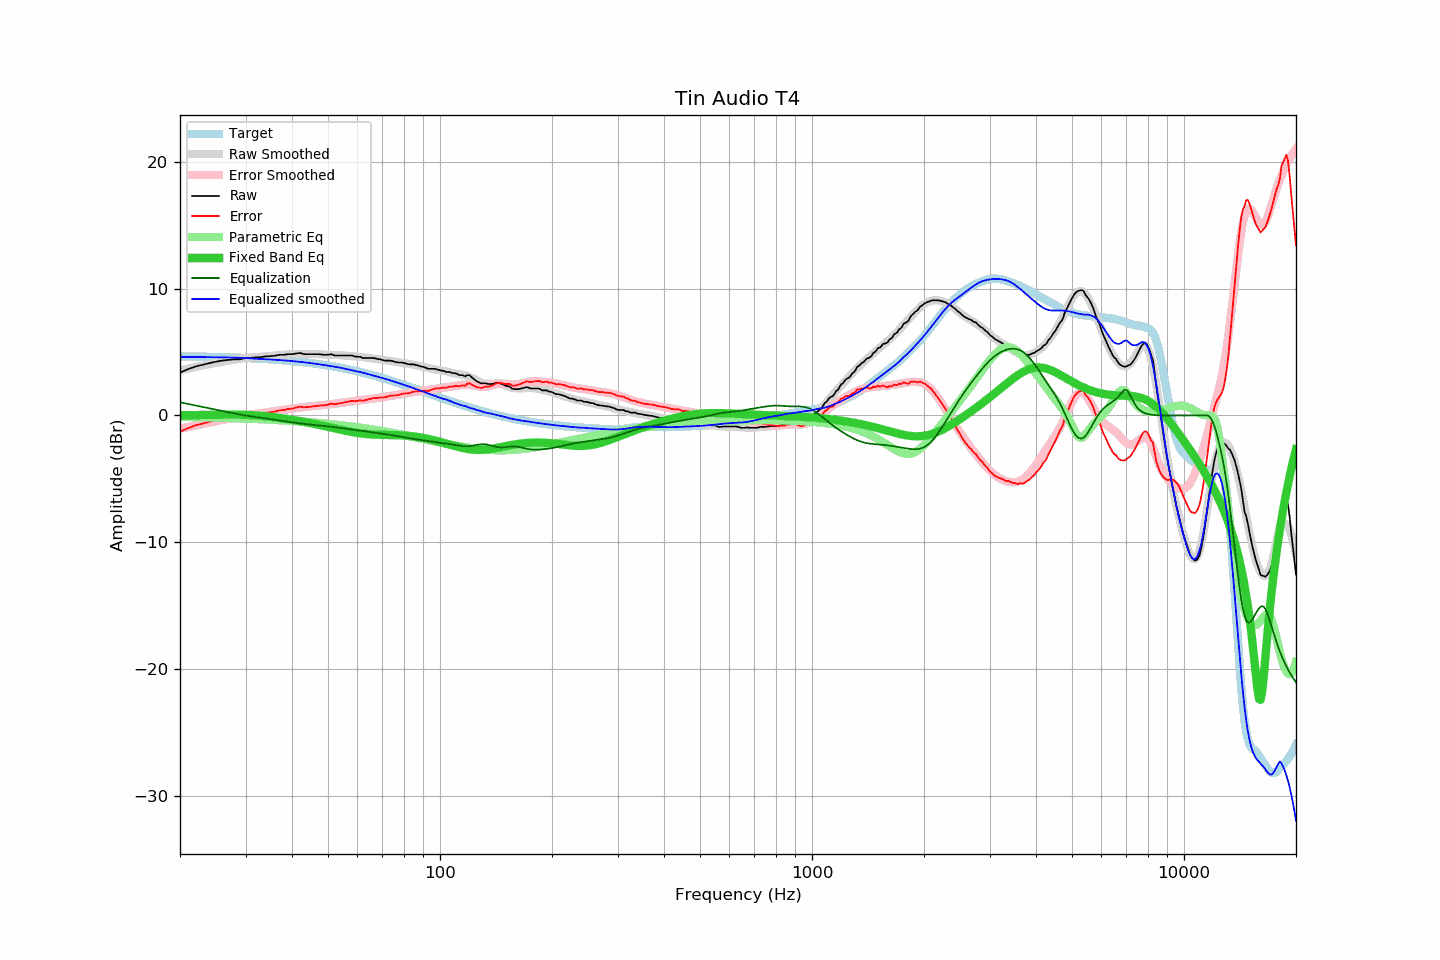 Tin Audio T4
Target
Raw Smoothed
Error Smoothed
Raw
Error
Parametric Eq
Fixed Band Eq
Equalization
Equalized smoothed
20
10
0
−10
−20
−30
Amplitude (dBr)
100
1000
10000
Frequency (Hz)